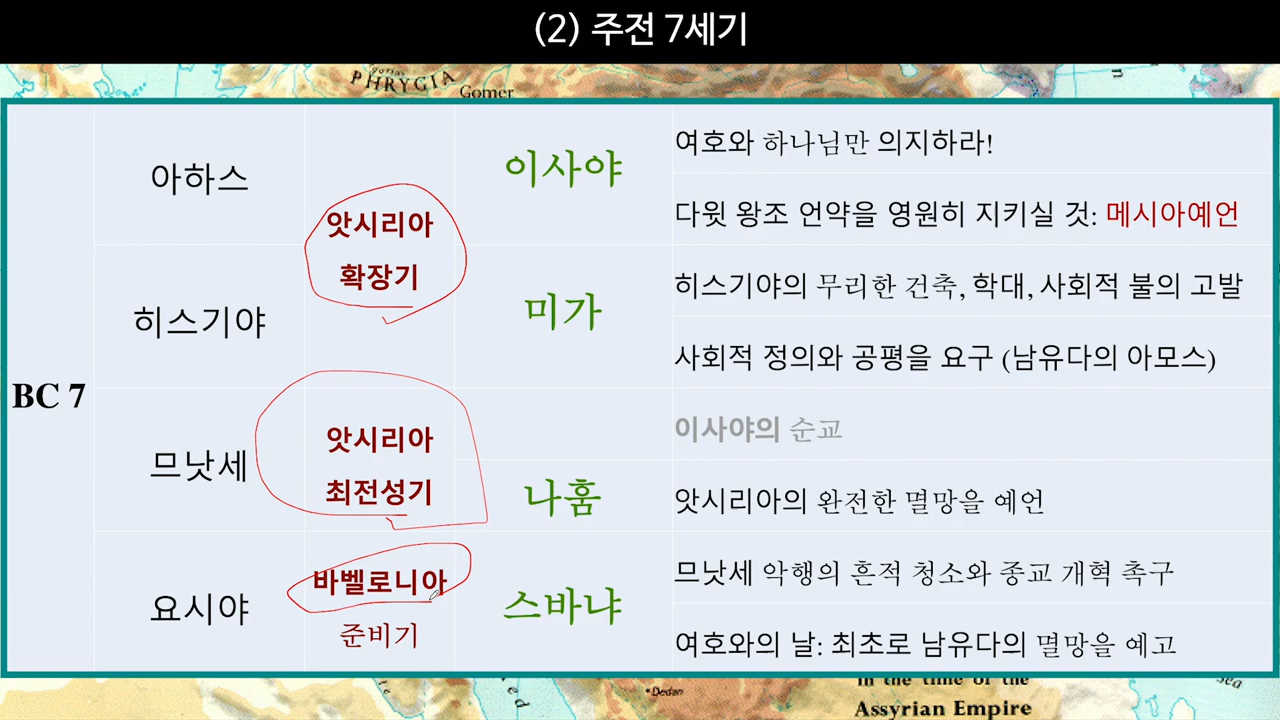 (2) 주전 7세기
PHRYGIA
Gomer
BC 7
아하스
앗시리아
확장기
이사야
여호와 하나님만 의지하라!
다윗 왕조 언약을 영원히 지키실 것: 메시아예언
히스기야
미가
히스기야의 무리한 건축, 학대, 사회적 불의 고발
사회적 정의와 공평을 요구 (남유다의 아모스)
므낫세
앗시리아
최전성기
이사야의 순교
나훔
앗시리아의 완전한 멸망을 예언
요시야
바벨로니아
준비기
스바냐
므낫세 악행의 흔적 청소와 종교 개혁 촉구
여호와의 날: 최초로 남유다의 멸망을 예고
Dedan
in the time of the
Assyrian Empire
Sea